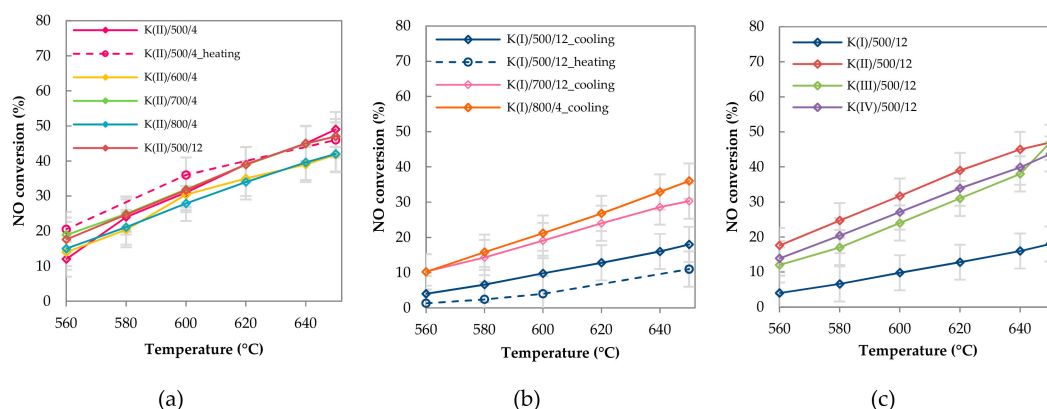 80
70
60
50
40
30
20
10
0
NO conversion (%)
K(II)/500/4
K(II)/500/4_heating
K(II)/600/4
K(II)/700/4
K(II)/800/4
K(II)/500/12
560 580 600 620 640
Temperature (°C)
(a)
80
70
60
50
40
30
20
10
0
NO conversion (%)
K(I)/500/12_cooling
K(I)/500/12_heating
K(I)/700/12_cooling
K(I)/800/4_cooling
560 580 600 620 640
Temperature (°C)
(b)
80
70
60
50
40
30
20
10
0
NO conversion (%)
K(I)/500/12
K(II)/500/12
K(III)/500/12
K(IV)/500/12
560 580 600 620 640
Temperature (°C)
(c)